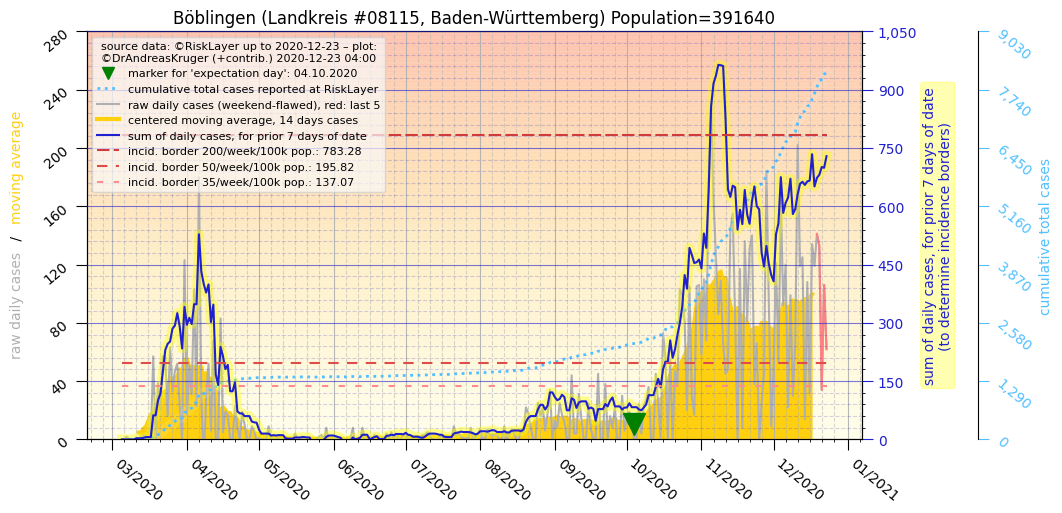 Böblingen (Landkreis #08115, Baden-Württemberg) Population=391640
source data: ©RiskLayer up to 2020-12-23 – plot:
©DrAndreasKruger (+contrib.) 2020-12-23 04:00
marker for 'expectation day': 04.10.2020
cumulative total cases reported at RiskLayer
raw daily cases (weekend-flawed), red: last 5
centered moving average, 14 days cases
sum of daily cases, for prior 7 days of date
incid. border 200/week/100k pop.: 783.28
incid. border 50/week/100k pop.: 195.82
incid. border 35/week/100k pop.: 137.07
raw daily cases / moving average
280
240
200
160
120
80
40
0
1,050
900
750
600
450
300
150
0
sum of daily cases, for prior 7 days of date
(to determine incidence borders)
9,030
7,740
6,450
5,160
3,870
2,580
1,290
0
cumulative total cases
03/2020
04/2020
05/2020
06/2020
07/2020
08/2020
09/2020
10/2020
11/2020
12/2020
01/2021